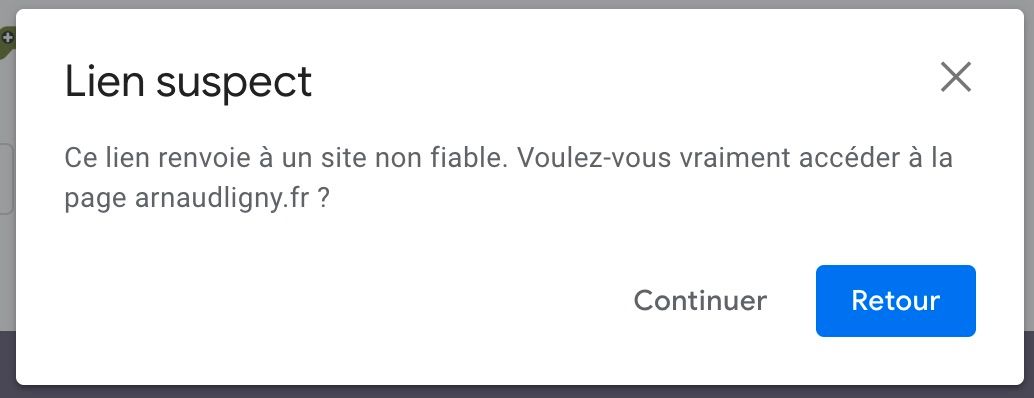 Lien suspect
Ce lien renvoie à un site non fiable. Voulez-vous vraiment accéder à la
page arnaudligny.fr ?
Continuer
Retour